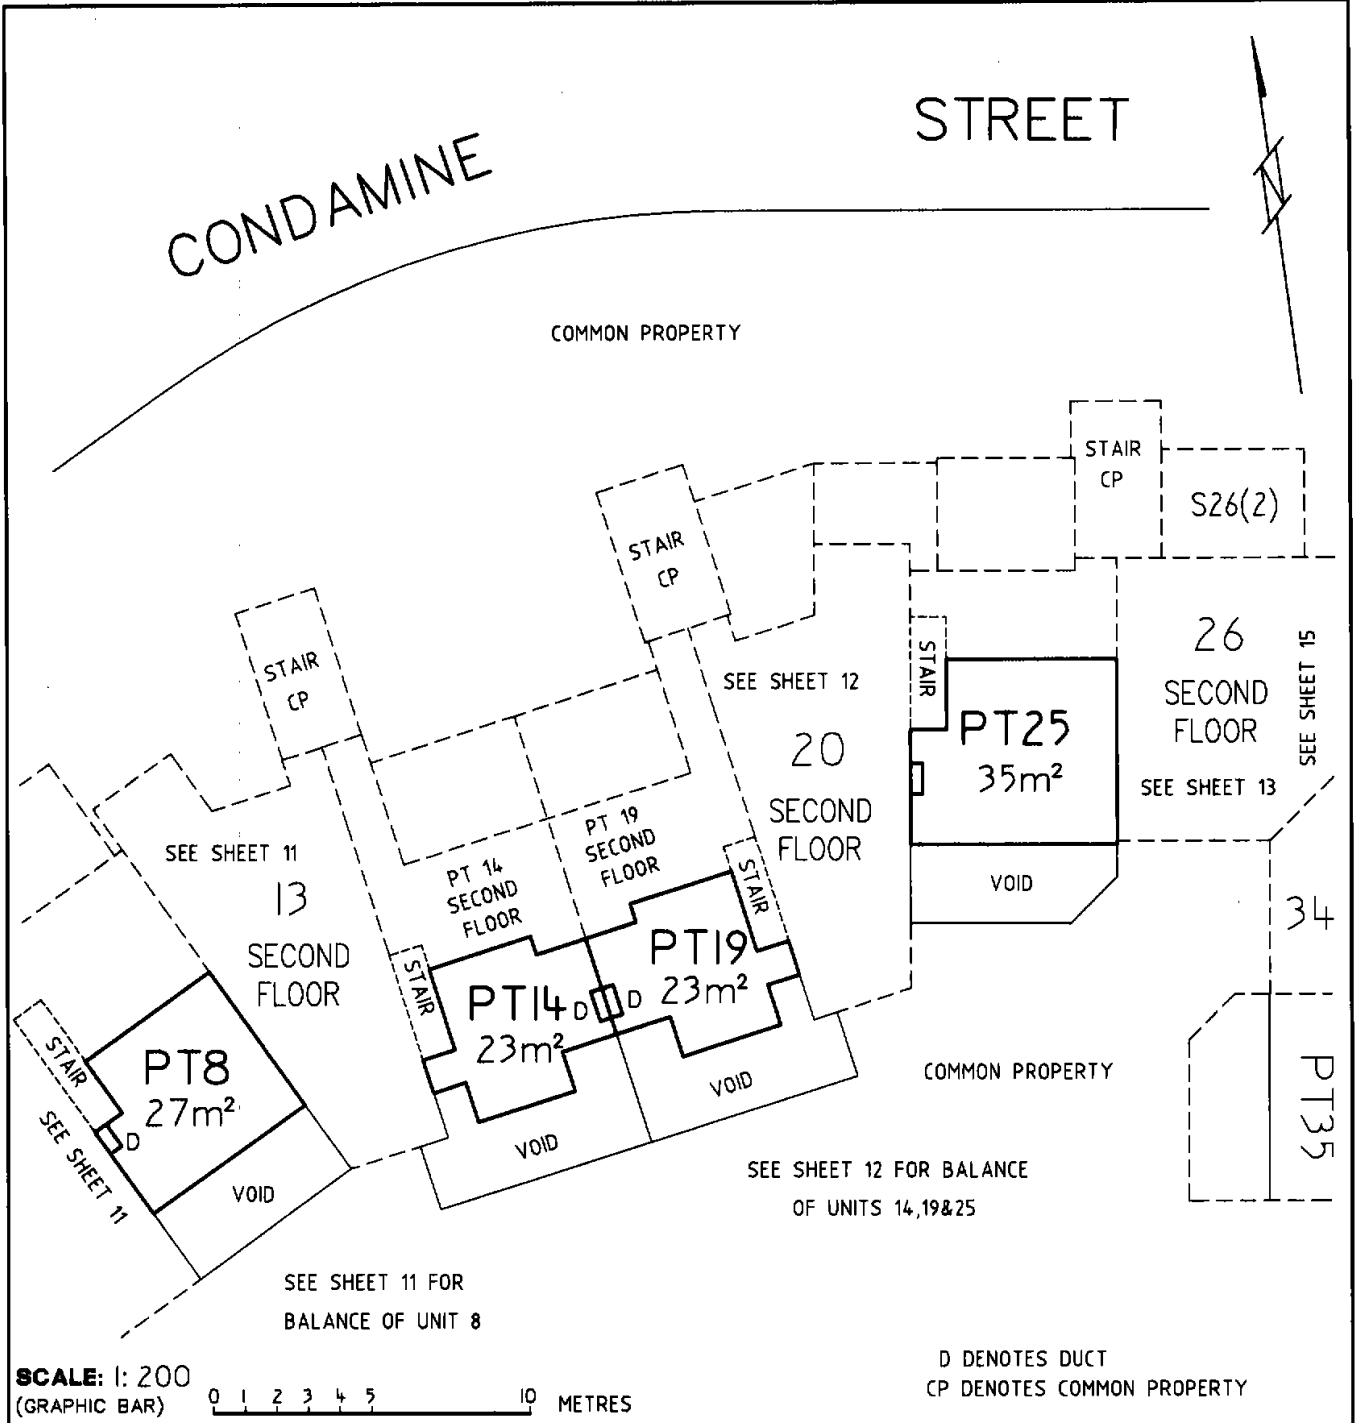 CONDAMINE
STREET
COMMON PROPERTY
STAIR
CP
S26(2)
STAIR
CP
26
SECOND
FLOOR
SEE SHEET 15
SEE SHEET 13
STAIR
CP
SEE SHEET 12
20
SECOND
FLOOR
STAIR
PT25
35m²
VOID
PT 19
SECOND
FLOOR
PT 14
SECOND
FLOOR
SEE SHEET 11
13
SECOND
FLOOR
STAIR
34
PT19
23m²
D
STAIR
PT14
D
23m²
STAIR
PT8
27m²
D
SEE SHEET 11
VOID
VOID
VOID
COMMON PROPERTY
PT35
SEE SHEET 12 FOR BALANCE
OF UNITS 14,19&25
SEE SHEET 11 FOR
BALANCE OF UNIT 8
D DENOTES DUCT
CP DENOTES COMMON PROPERTY
SCALE: 1: 200
(GRAPHIC BAR)
0 1 2 3 4 5 10 METRES
N